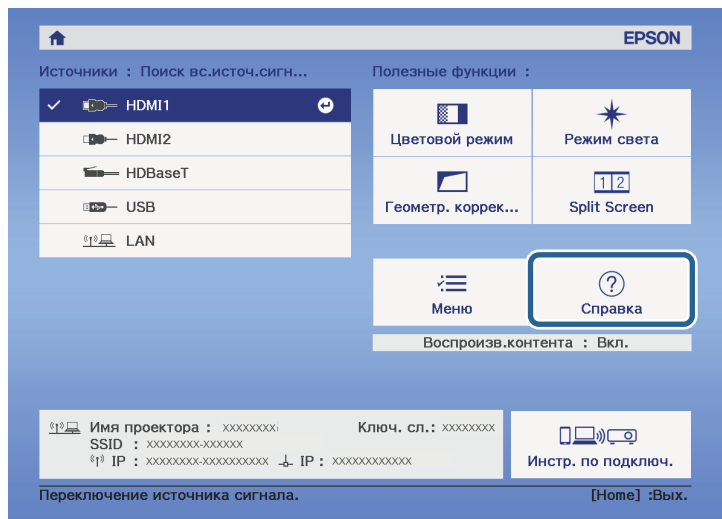 EPSON
Источники : Поиск вс.источ.сигн...
Полезные функции :
HDMI1
HDMI2
HDBaseT
USB
LAN
Цветовой режим
Режим света
Геометр. коррек...
1 2
Split Screen
Меню
? 
Справка
Воспроизв.контента : Вкл.
Имя проектора : xxxxxxxx
Ключ. сл.: xxxxxxxx
SSID : xxxxxxxx-xxxxxx
IP : xxxxxxxx-xxxxxxxxxx IP : xxxxxxxxxxxx
Инстр. по подключ.
Переключение источника сигнала.
[Home] :Вых.